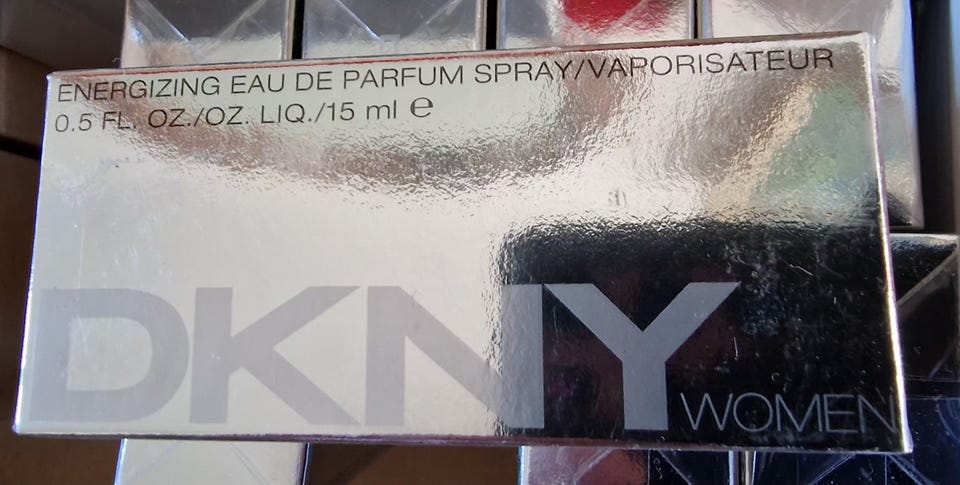 ENERGIZING EAU DE PARFUM SPRAY/VAPORISATEUR
0.5 FL. OZ./OZ. LIQ./15 ml ℮
DKNY
WOMEN